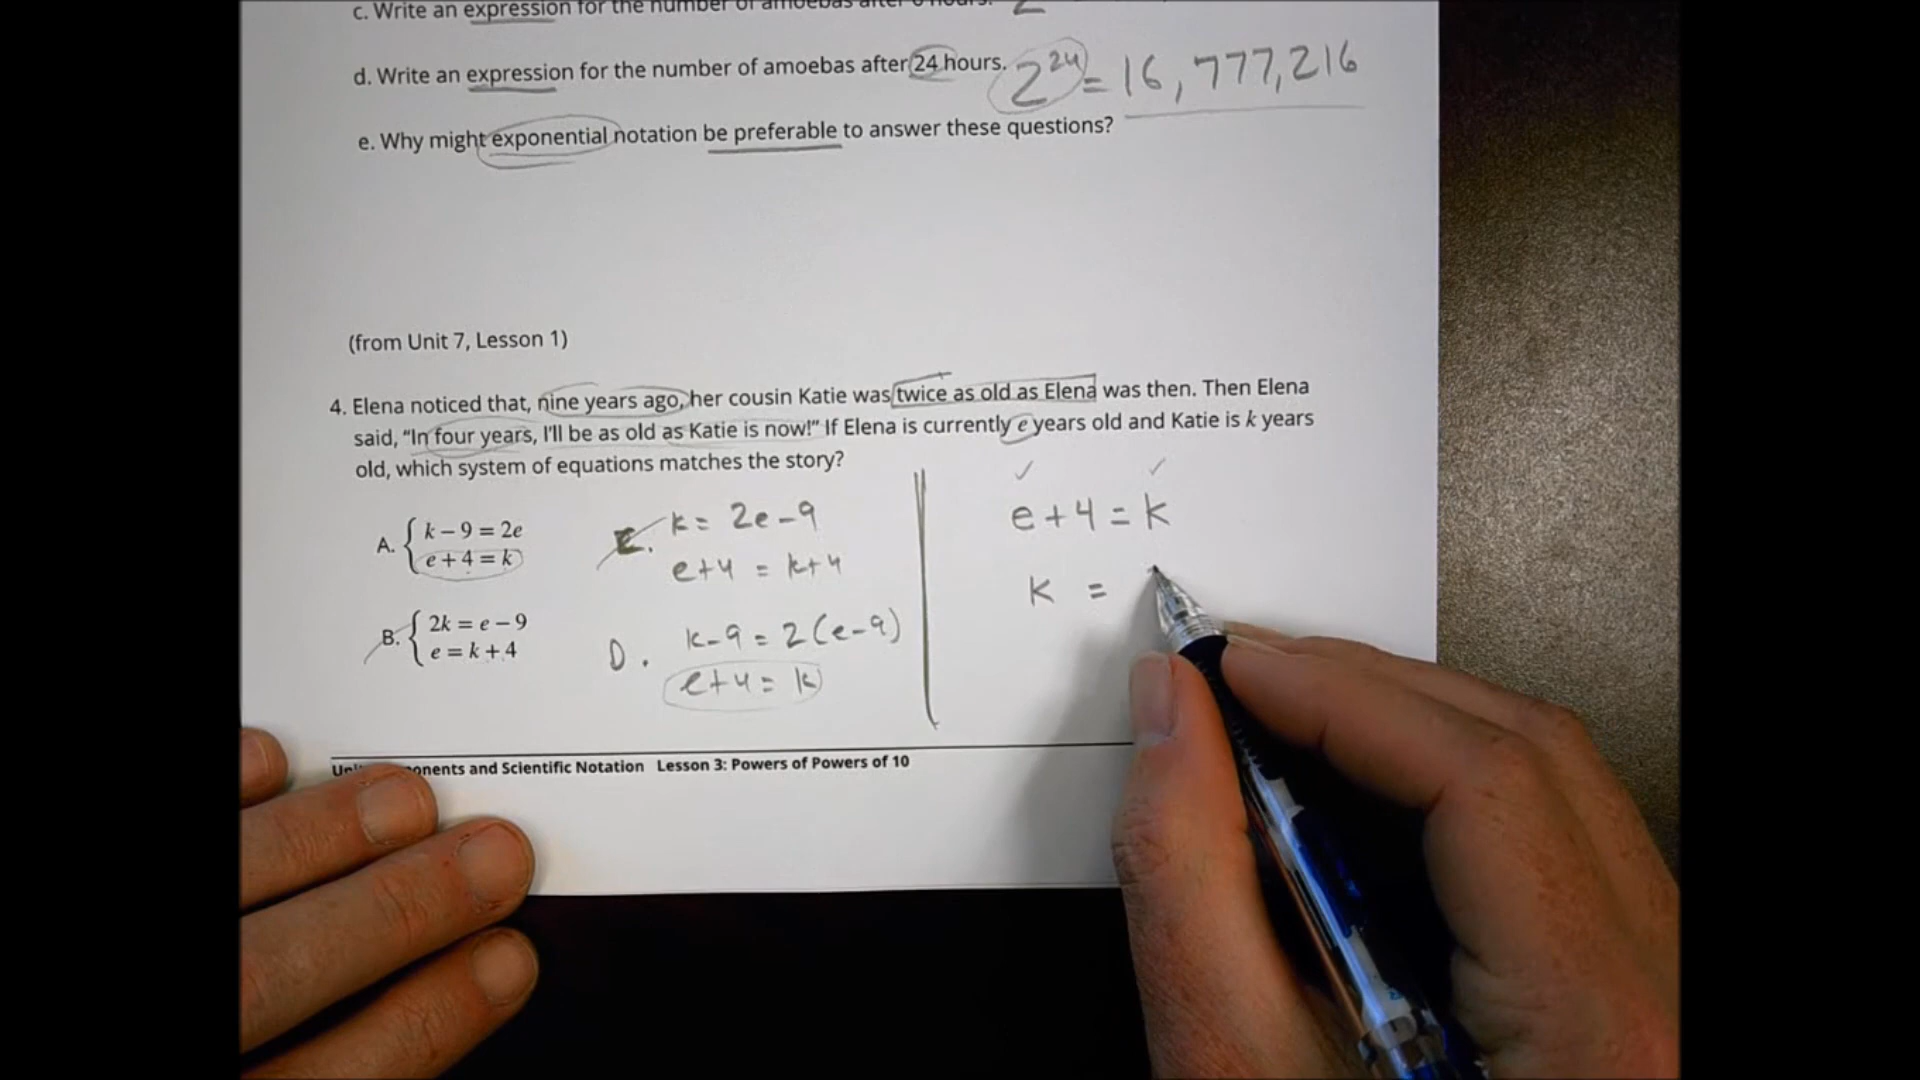 c. Write an expression for the number of amoebas after 6 hours. 2
d. Write an expression for the number of amoebas after 24 hours. 2^24 = 16,777,216
e. Why might exponential notation be preferable to answer these questions?
(from Unit 7, Lesson 1)
4. Elena noticed that, nine years ago, her cousin Katie was twice as old as Elena was then. Then Elena
said, “In four years, I’ll be as old as Katie is now!” If Elena is currently e years old and Katie is k years
old, which system of equations matches the story?
A. { k − 9 = 2e
e + 4 = k
B. { 2k = e − 9
e = k + 4
C. k = 2e - 9
e+4 = k+4
D. k-9 = 2(e-9)
e+4 = k
e+4 = k
k =
onents and Scientific Notation Lesson 3: Powers of Powers of 10